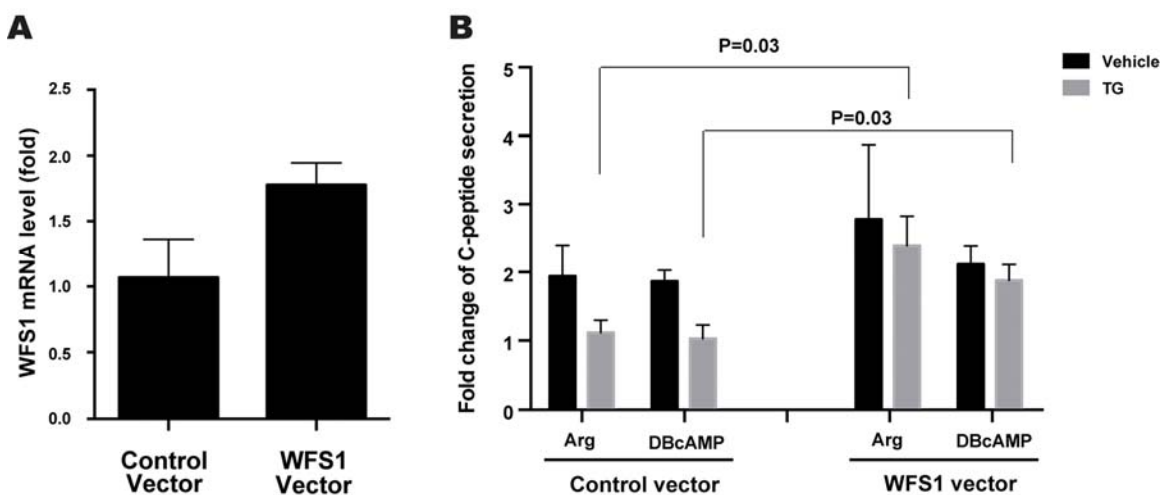 A
WFS1 mRNA level (fold)
2.5
2.0
1.5
1.0
0.5
0.0
Control
Vector
WFS1
Vector
B
Fold change of C-peptide secretion
5
4
3
2
1
0
P=0.03
P=0.03
Vehicle
TG
Arg
DBcAMP
Arg
DBcAMP
Control vector
WFS1 vector